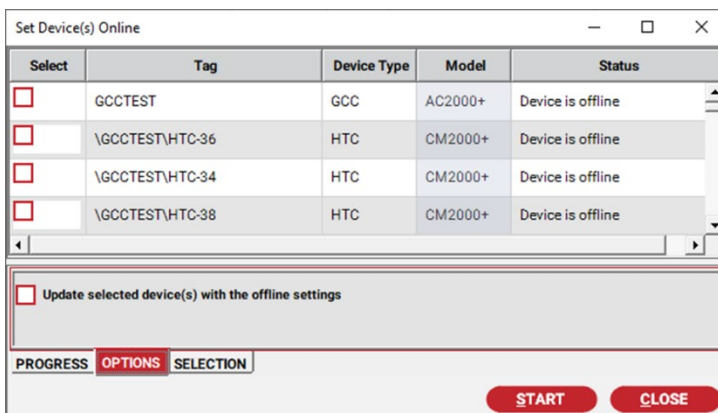 Set Device(s) Online
Select Tag Device Type Model Status
GCCTEST GCC AC2000+ Device is offline
\GCCTEST\HTC-36 HTC CM2000+ Device is offline
\GCCTEST\HTC-34 HTC CM2000+ Device is offline
\GCCTEST\HTC-38 HTC CM2000+ Device is offline
Update selected device(s) with the offline settings
PROGRESS OPTIONS SELECTION
START CLOSE